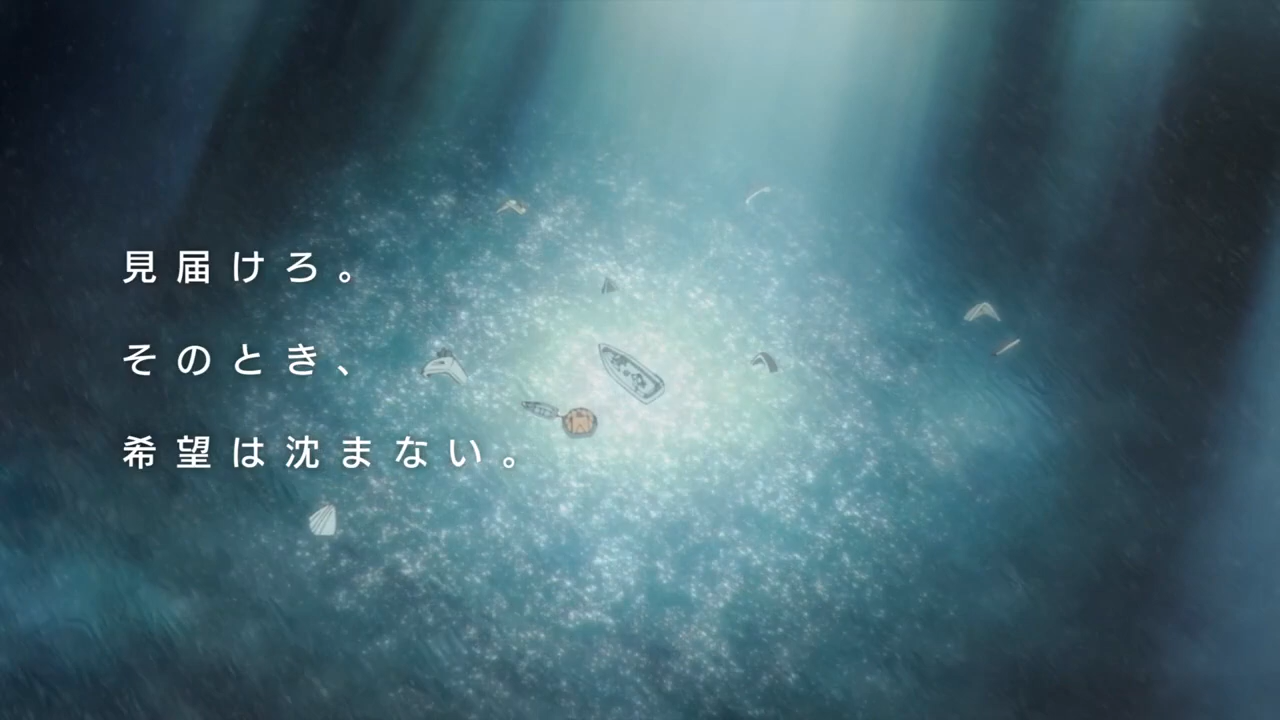 見届けろ。
そのとき、
希望は沈まない。